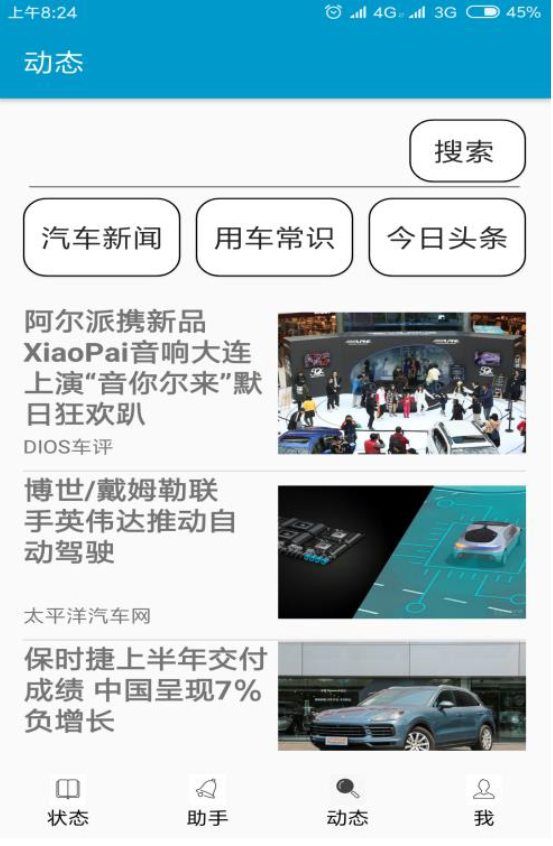 上午8:24
4G 3G 45%
动态
搜索
汽车新闻 用车常识 今日头条
阿尔派携新品
XiaoPai音响大连
上演“音你尔来”默
日狂欢趴
DIOS车评
ALPINE ALPINE
博世/戴姆勒联
手英伟达推动自
动驾驶
太平洋汽车网
保时捷上半年交付
成绩 中国呈现7%
负增长
状态 助手 动态 我